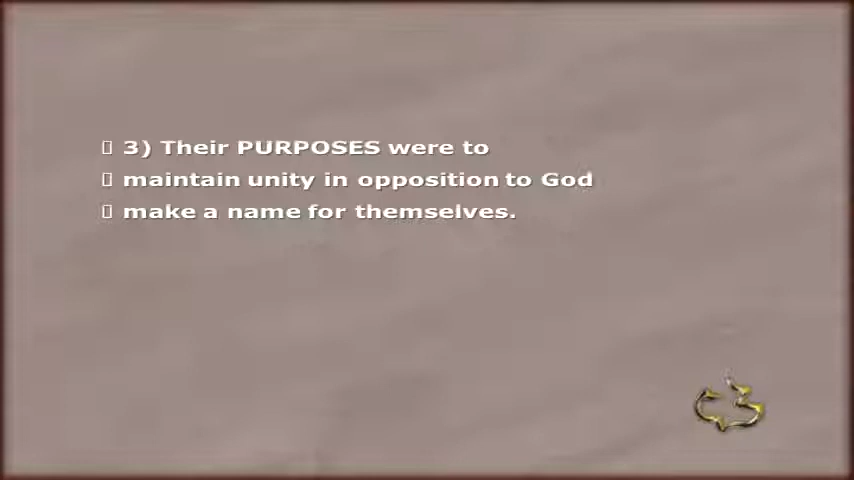 3) Their PURPOSES were to
maintain unity in opposition to God
make a name for themselves.